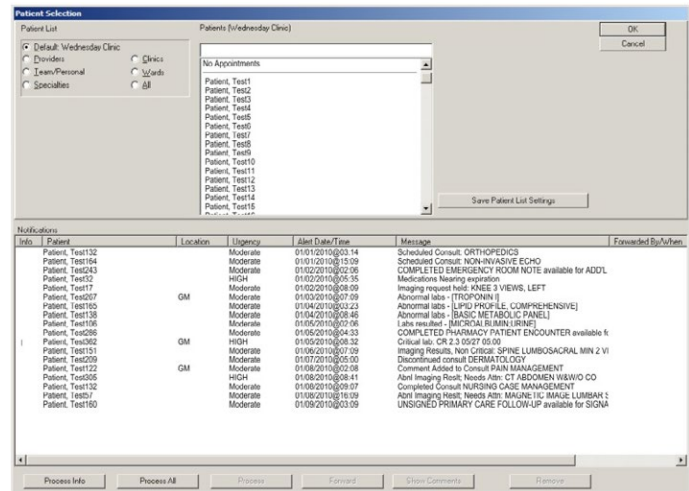 Patient Selection
Patient List
Patients (Wednesday Clinic)
OK
Cancel
Default: Wednesday Clinic
Providers
Clinics
Team/Personal
Wards
Specialties
All
No Appointments
Patient, Test1
Patient, Test2
Patient, Test3
Patient, Test4
Patient, Test5
Patient, Test6
Patient, Test7
Patient, Test8
Patient, Test9
Patient, Test10
Patient, Test11
Patient, Test12
Patient, Test13
Patient, Test14
Patient, Test15
Save Patient List Settings
Notifications
Info Patient Location Urgency Alert Date/Time Message Forwarded By/When
Patient, Test132 Moderate 01/01/2010@03:14 Scheduled Consult: ORTHOPEDICS
Patient, Test164 Moderate 01/01/2010@15:09 Scheduled Consult: NON-INVASIVE ECHO
Patient, Test243 Moderate 01/02/2010@02:06 COMPLETED EMERGENCY ROOM NOTE available for ADD'L
Patient, Test32 HIGH 01/02/2010@05:35 Medications Nearing expiration
Patient, Test17 Moderate 01/02/2010@08:09 Imaging request held: KNEE 3 VIEWS, LEFT
Patient, Test207 GM Moderate 01/03/2010@07:09 Abnormal labs - [TROPONIN I]
Patient, Test165 Moderate 01/04/2010@03:23 Abnormal labs - [LIPID PROFILE, COMPREHENSIVE]
Patient, Test138 Moderate 01/04/2010@08:46 Abnormal labs - [BASIC METABOLIC PANEL]
Patient, Test106 Moderate 01/05/2010@02:06 Labs resulted - [MICROALBUMIN:URINE]
Patient, Test286 Moderate 01/05/2010@04:33 COMPLETED PHARMACY PATIENT ENCOUNTER available fo
I Patient, Test362 GM HIGH 01/05/2010@08:32 Critical lab: CR 2.3 05/27 05:00
Patient, Test151 Moderate 01/06/2010@07:09 Imaging Results, Non Critical: SPINE LUMBOSACRAL MIN 2 VI
Patient, Test209 Moderate 01/07/2010@05:00 Discontinued consult DERMATOLOGY
Patient, Test122 GM Moderate 01/08/2010@02:08 Comment Added to Consult PAIN MANAGEMENT
Patient, Test305 HIGH 01/08/2010@08:41 Abnl Imaging Reslt; Needs Attn: CT ABDOMEN W&W/O CO
Patient, Test132 Moderate 01/08/2010@09:07 Completed Consult NURSING CASE MANAGEMENT
Patient, Test57 Moderate 01/08/2010@16:09 Abnl Imaging Reslt; Needs Attn: MAGNETIC IMAGE LUMBAR S
Patient, Test160 Moderate 01/09/2010@03:09 UNSIGNED PRIMARY CARE FOLLOW-UP available for SIGNA
Process Info Process All Process Forward Show Comments Remove